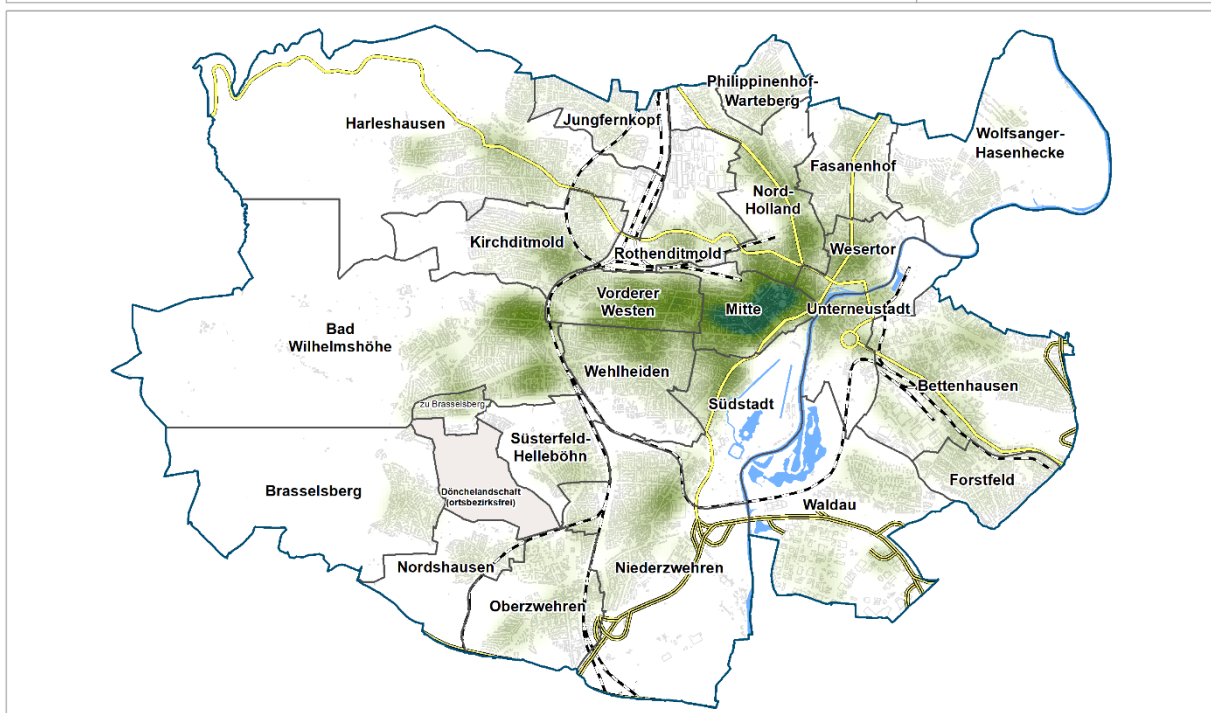 Philippinenhof-
Warteberg
Harleshausen
Jungfernkopf
Wolfsanger-
Hasenhecke
Fasanenhof
Nord-
Holland
Kirchditmold
Rothenditmold
Wesertor
Vorderer
Westen
Mitte
Unterneustadt
Bad
Wilhelmshöhe
Wehlheiden
Bettenhausen
zu Brasselsberg
Südstadt
Süsterfeld-
Helleböhn
Brasselsberg
Dönchelandschaft
(ortsbezirksfrei)
Forstfeld
Waldau
Nordshausen
Niederzwehren
Oberzwehren